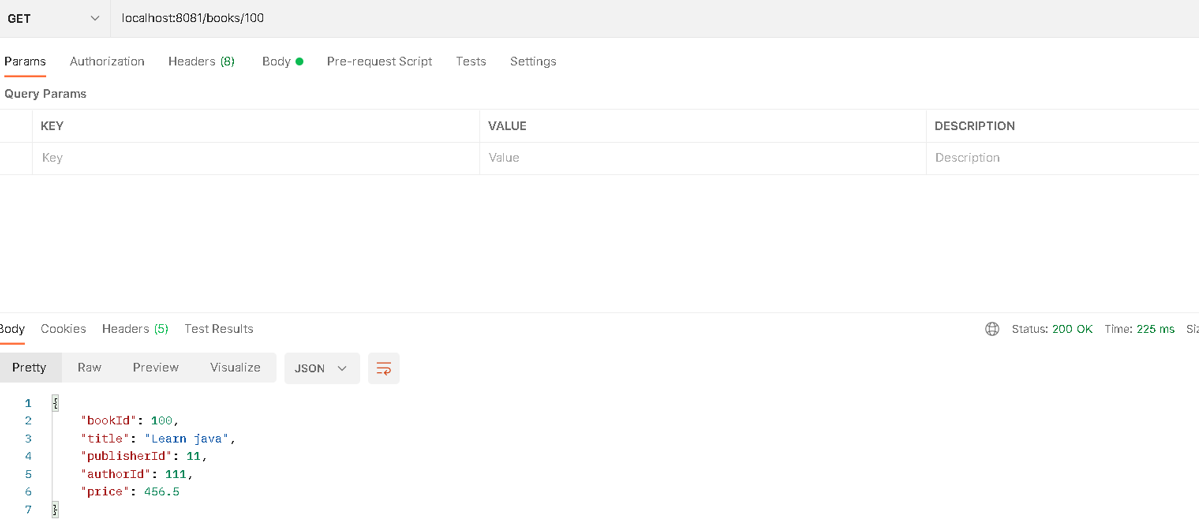 GET localhost:8081/books/100
Params Authorization Headers (8) Body Pre-request Script Tests Settings
Query Params
KEY VALUE DESCRIPTION
Key Value Description
Body Cookies Headers (5) Test Results Status: 200 OK Time: 225 ms
Pretty Raw Preview Visualize JSON
1 {
2 "bookId": 100,
3 "title": "Learn java",
4 "publisherId": 11,
5 "authorId": 111,
6 "price": 456.5
7 }